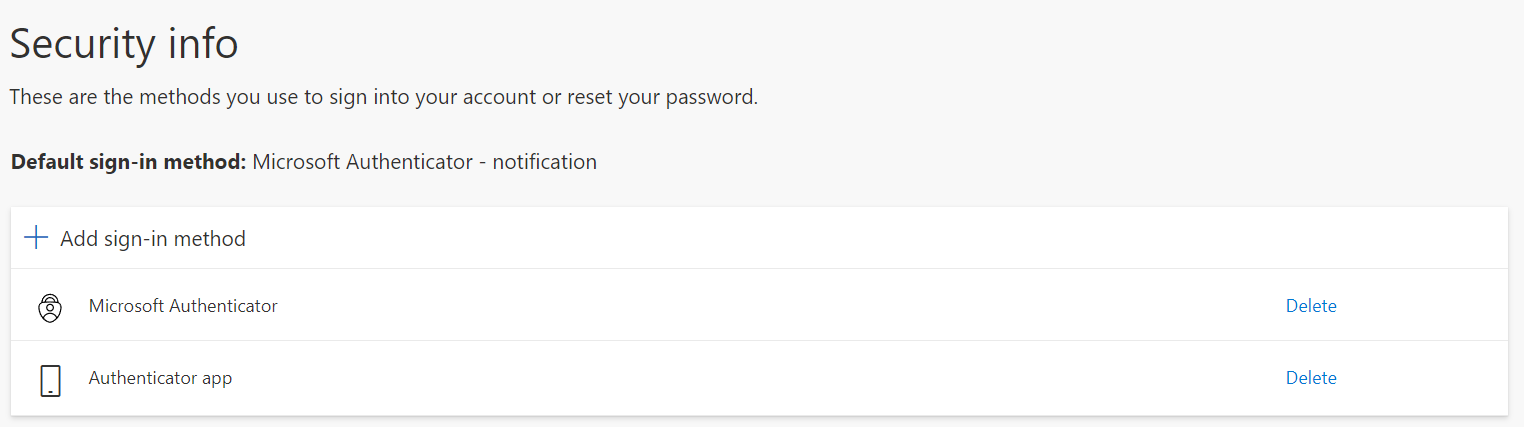 Security info
These are the methods you use to sign into your account or reset your password.
Default sign-in method: Microsoft Authenticator - notification
Add sign-in method
Microsoft Authenticator Delete
Authenticator app Delete